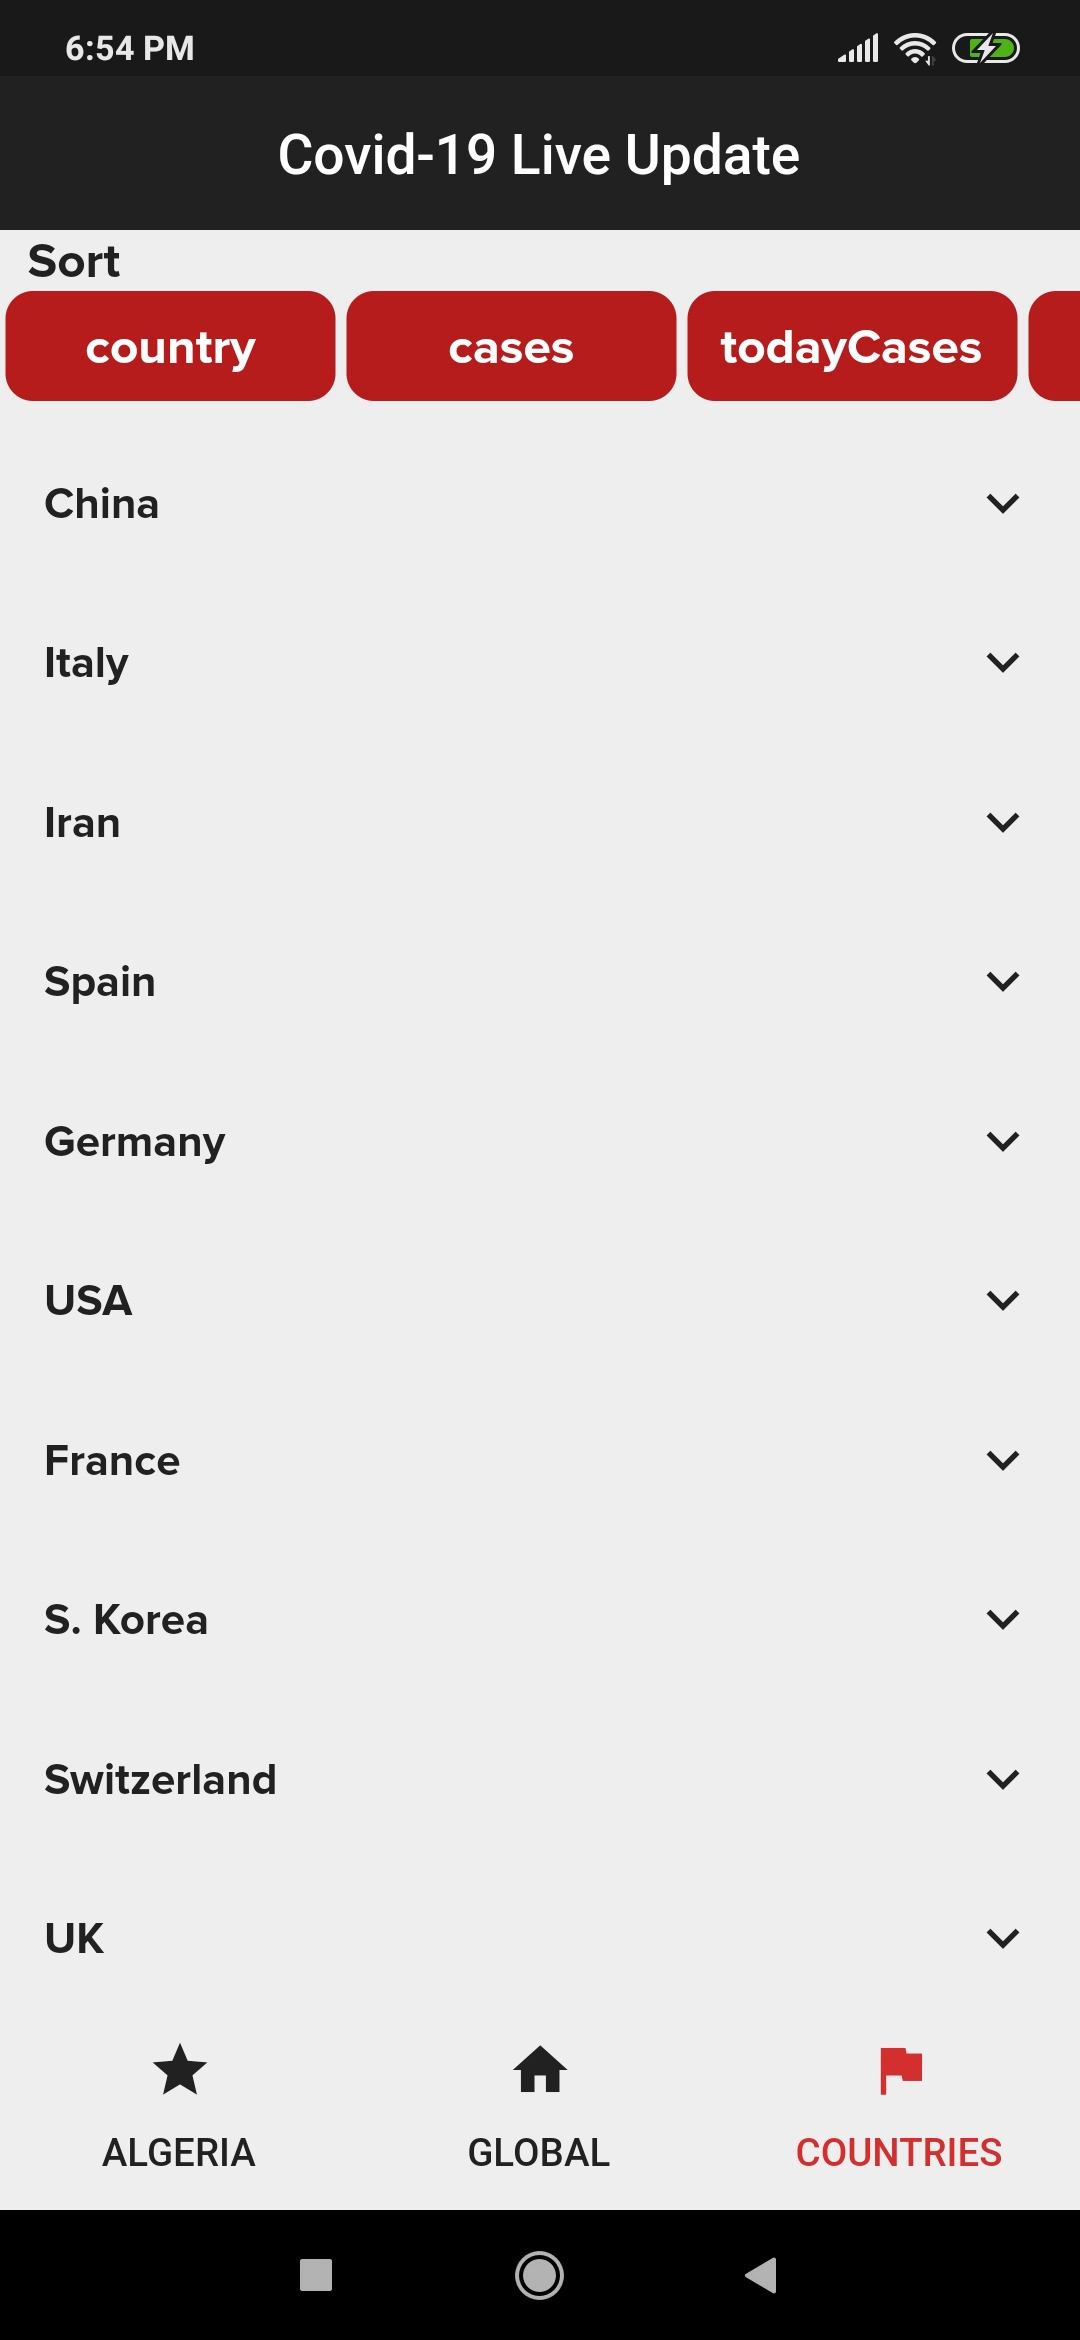 6:54 PM
Covid-19 Live Update
Sort
country cases todayCases
China
Italy
Iran
Spain
Germany
USA
France
S. Korea
Switzerland
UK
ALGERIA GLOBAL COUNTRIES